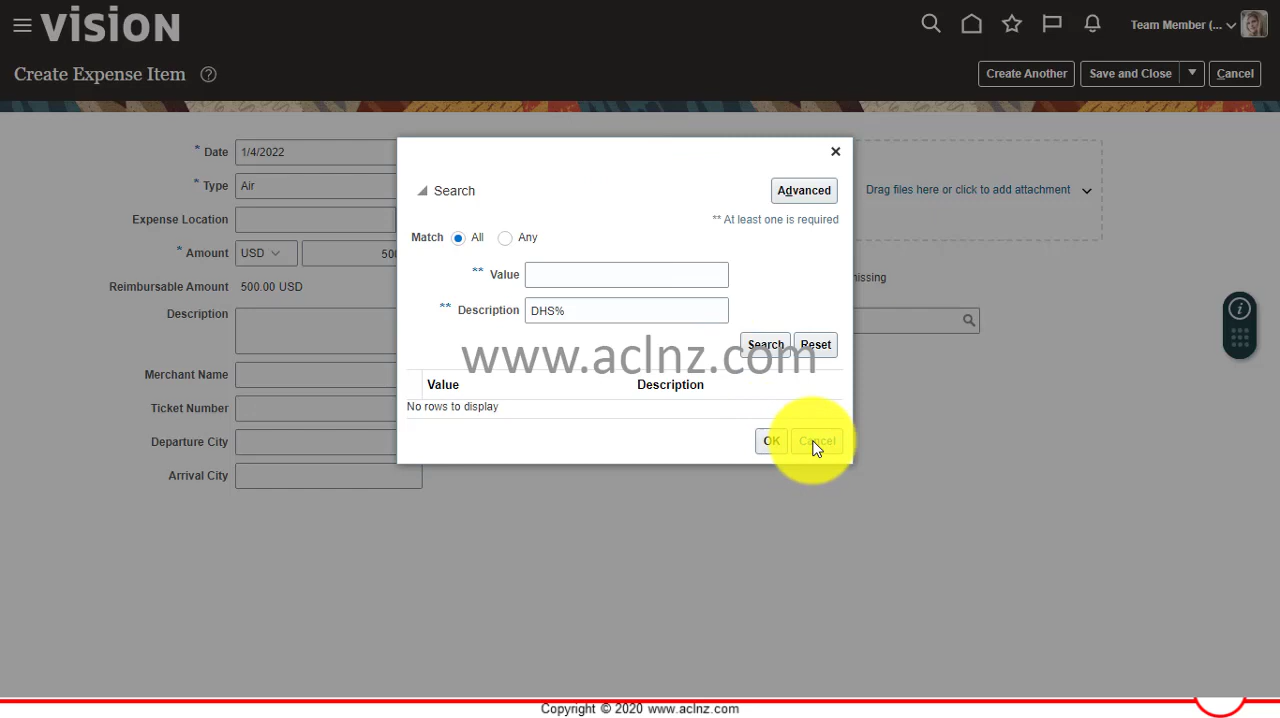 vision
Team Member (...
Create Expense Item ?
Create Another
Save and Close
Cancel
* Date 1/4/2022
* Type Air
Expense Location
* Amount USD 50
Reimbursable Amount 500.00 USD
Description
Merchant Name
Ticket Number
Departure City
Arrival City
Drag files here or click to add attachment
missing
Search
Advanced
** At least one is required
Match All Any
** Value
** Description DHS%
Search Reset
www.aclnz.com
Value Description
No rows to display
OK Cancel
Copyright © 2020 www.aclnz.com